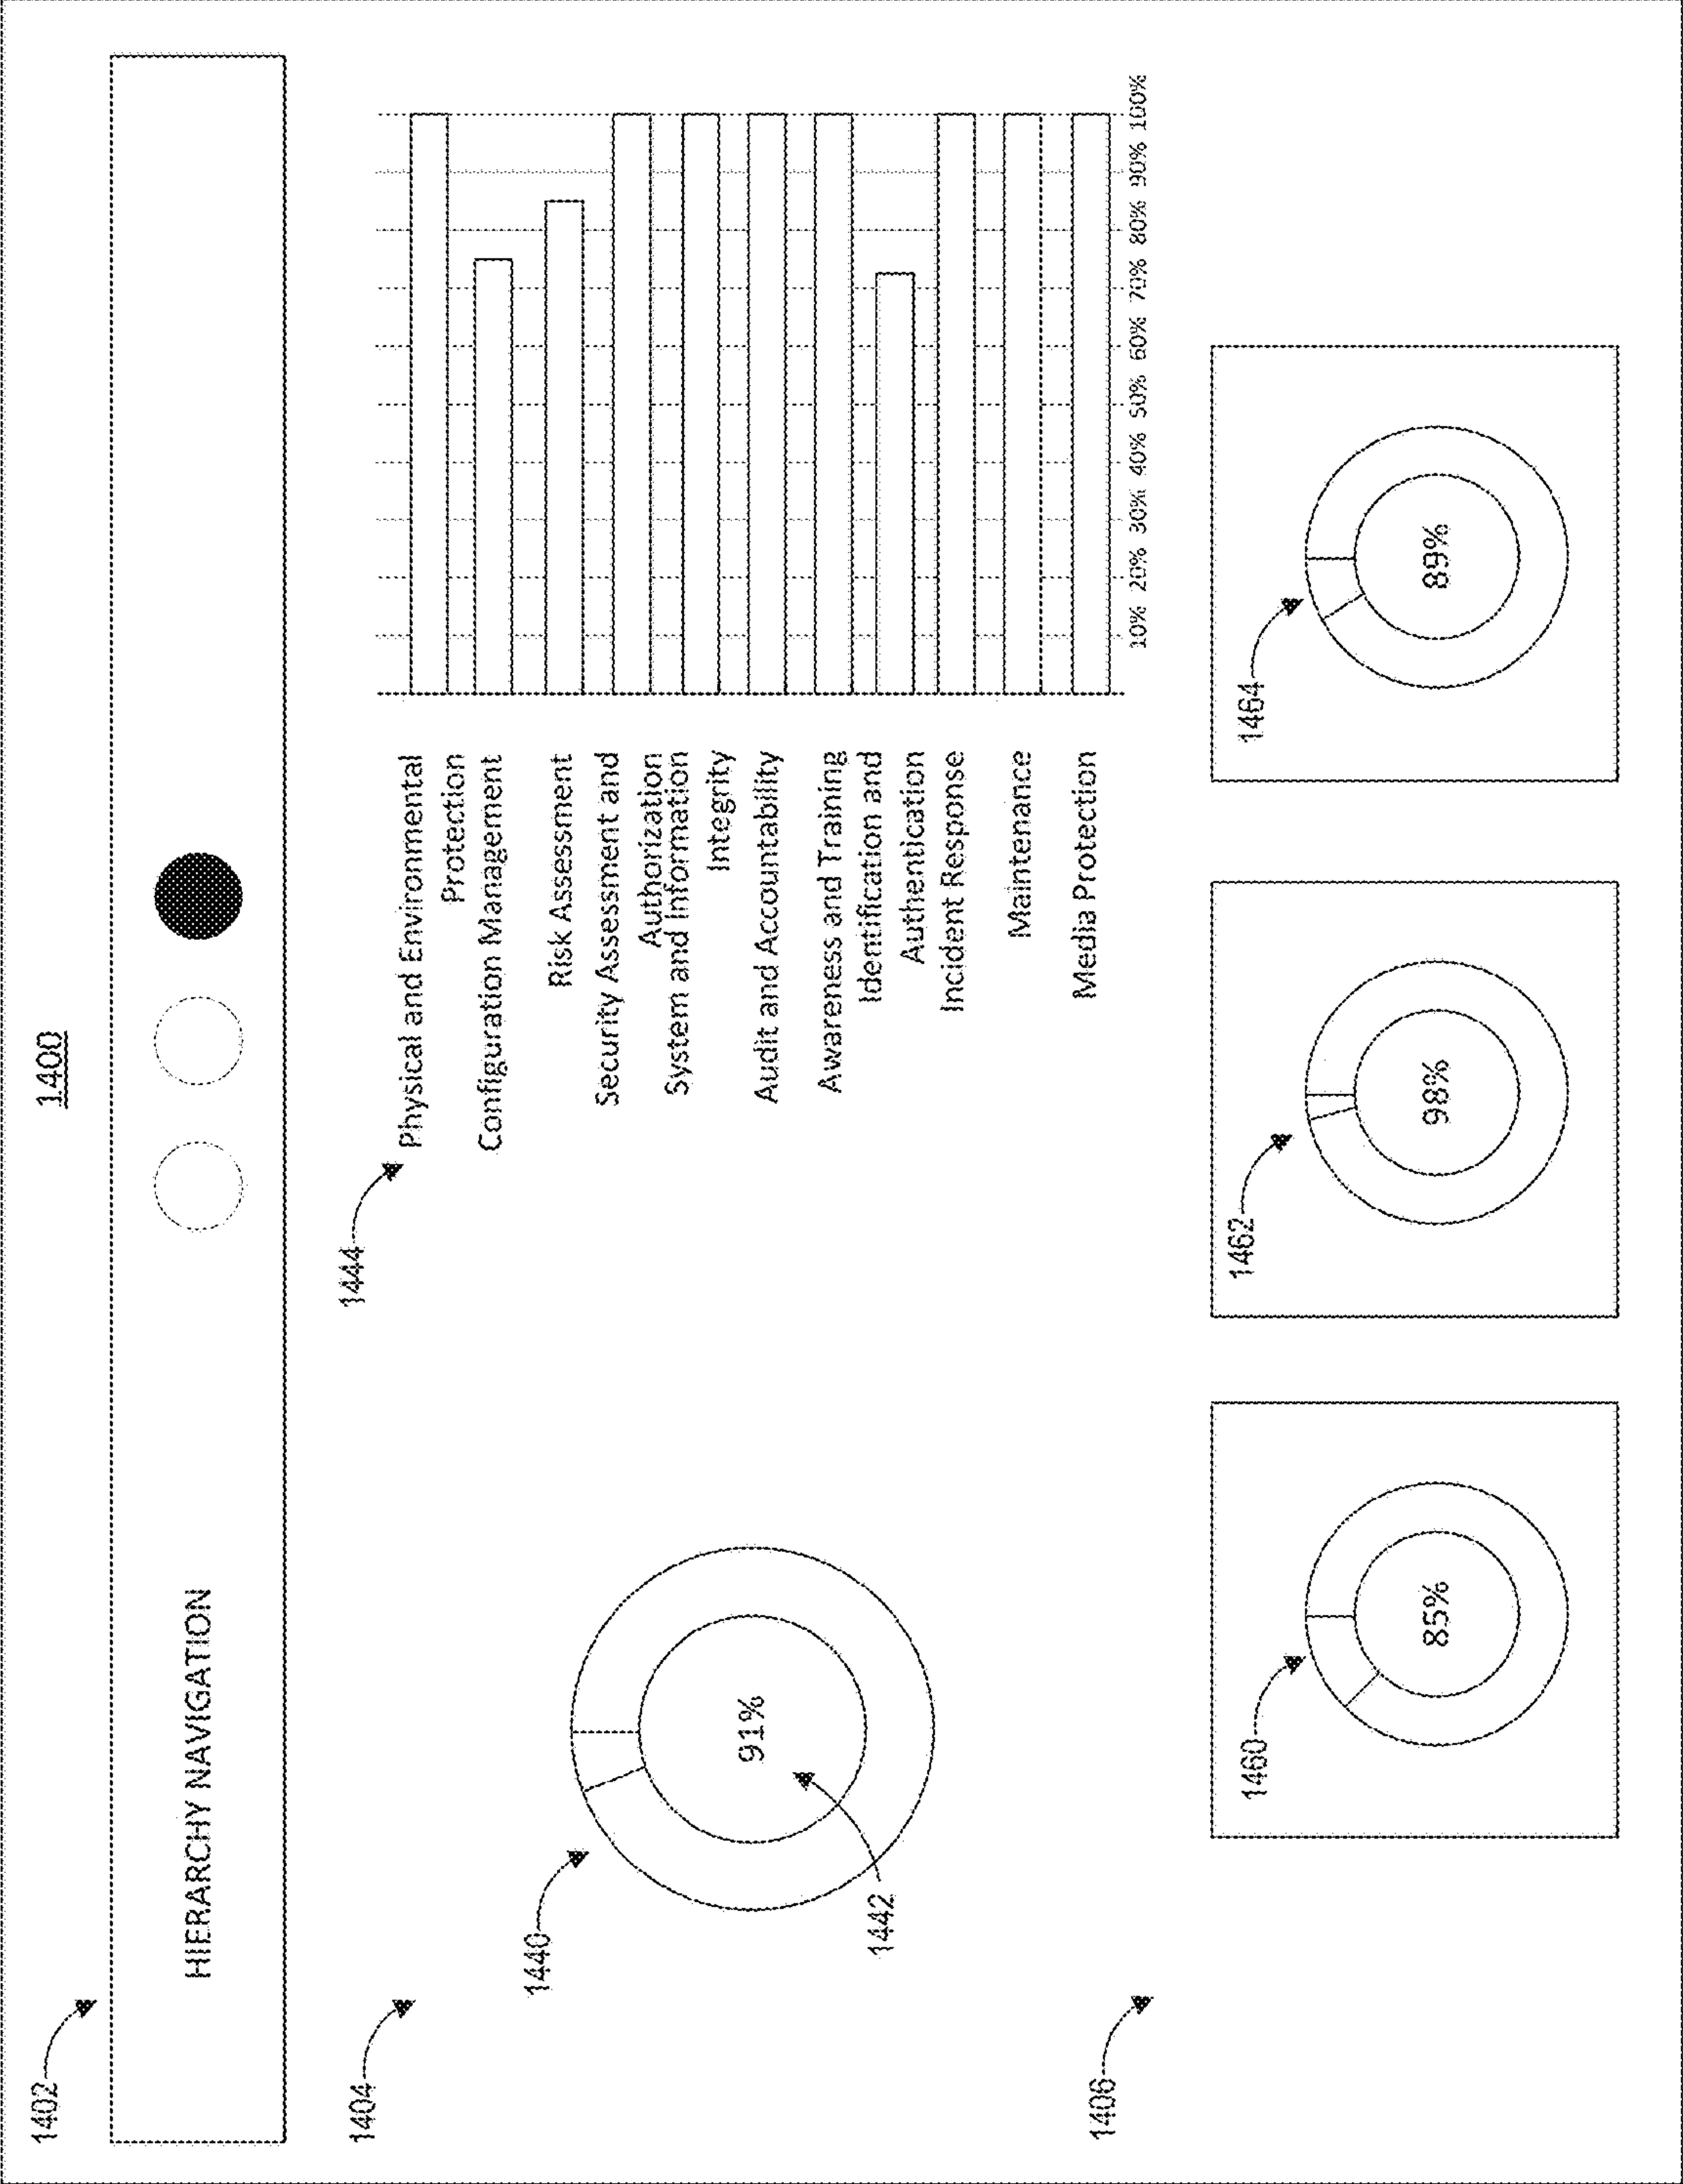 1400
1402
HIERARCHY NAVIGATION
1404
1440
91%
1442
1444
Physical and Environmental
Protection
Configuration Management
Risk Assessment
Security Assessment and
Authorization
System and Information
Integrity
Audit and Accountability
Awareness and Training
Identification and
Authentication
Incident Response
Maintenance
Media Protection
10% 20% 30% 40% 50% 60% 70% 80% 90% 100%
1406
1460
85%
1462
98%
1464
89%